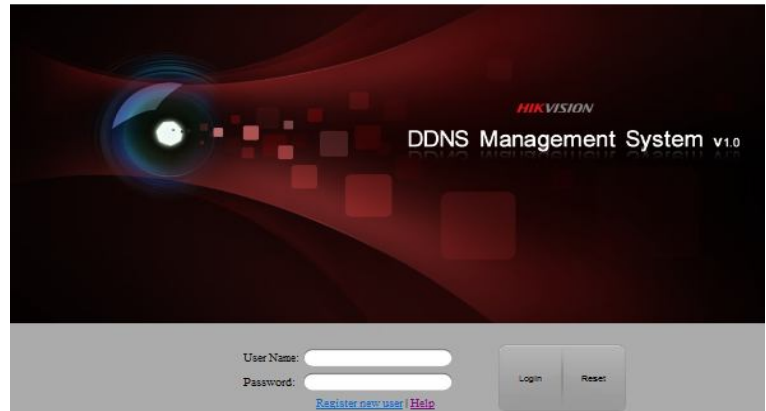 HIKVISION
DDNS Management System V1.0
User Name:
Password:
Login Reset
Register new user | Help